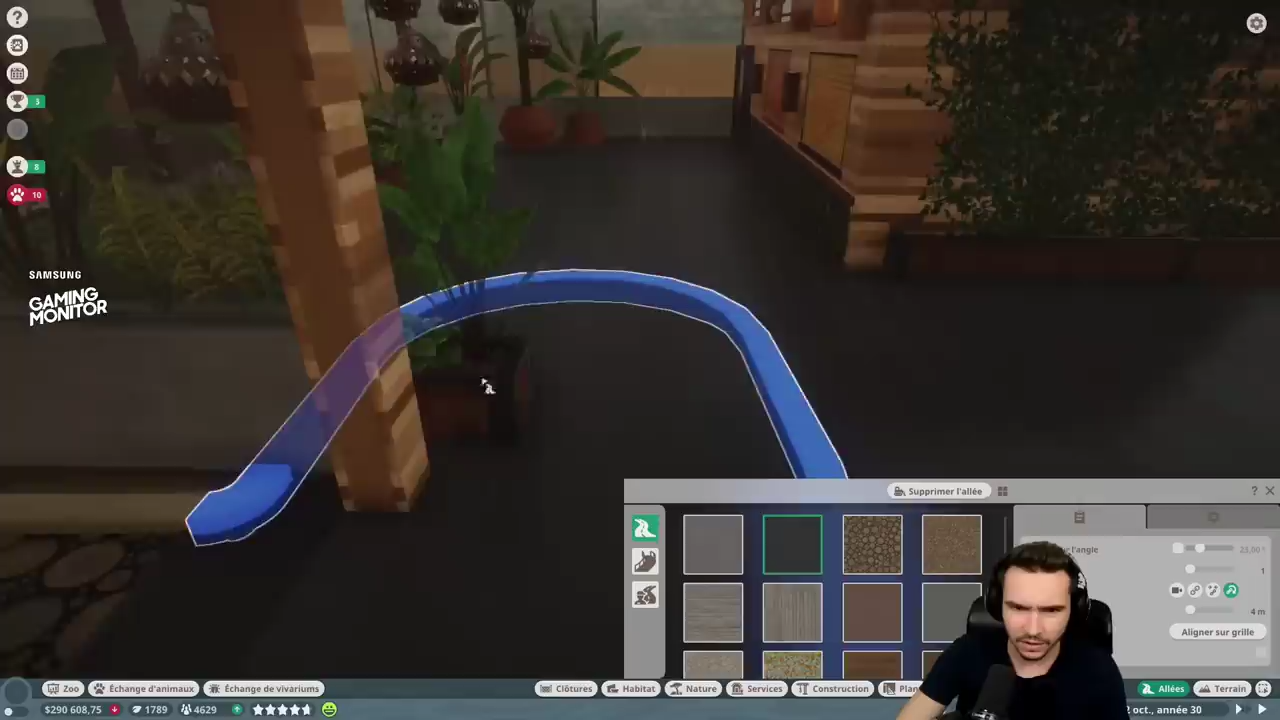 ?
3
8
10
SAMSUNG
GAMING
MONITOR
Supprimer l'allée
?
l'angle
1
4 m
Aligner sur grille
Zoo
Échange d'animaux
Échange de vivariums
Clôtures
Habitat
Nature
Services
Construction
Allées
Terrain
$290 608,75
1789
4629
oct., année 30